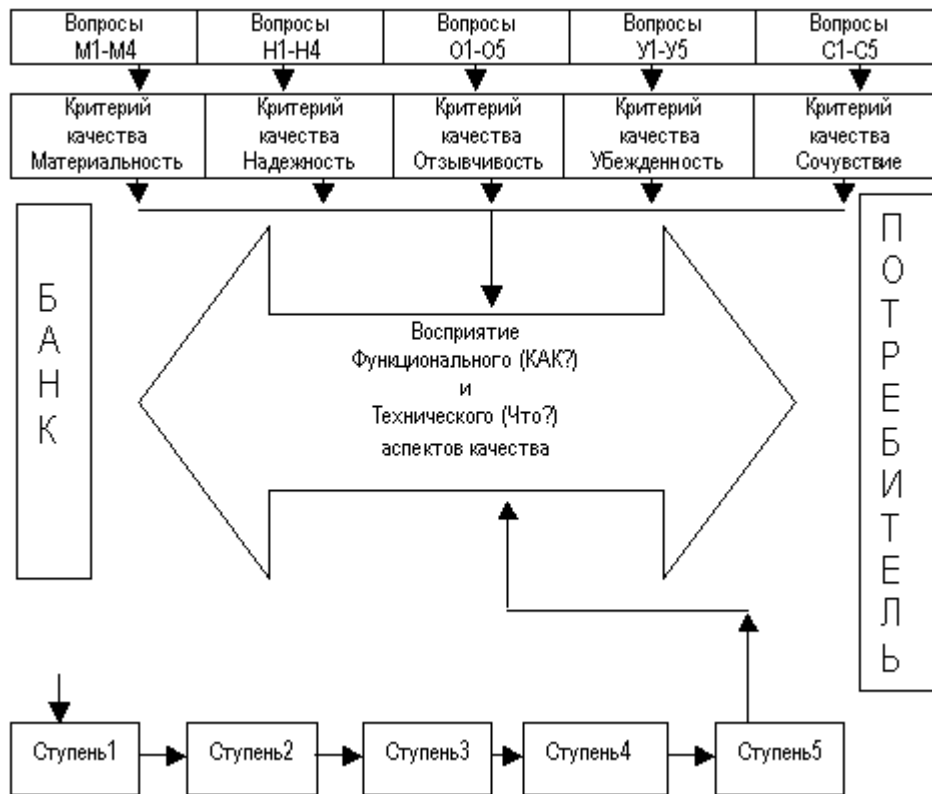 Вопросы
М1-М4
Вопросы
Н1-Н4
Вопросы
О1-О5
Вопросы
У1-У5
Вопросы
С1-С5
Критерий
качества
Материальность
Критерий
качества
Надежность
Критерий
качества
Отзывчивость
Критерий
качества
Убежденность
Критерий
качества
Сочувствие
БАНК
Восприятие
Функционального (КАК?)
и
Технического (Что?)
аспектов качества
ПОТРЕБИТЕЛЬ
Ступень1
Ступень2
Ступень3
Ступень4
Ступень5